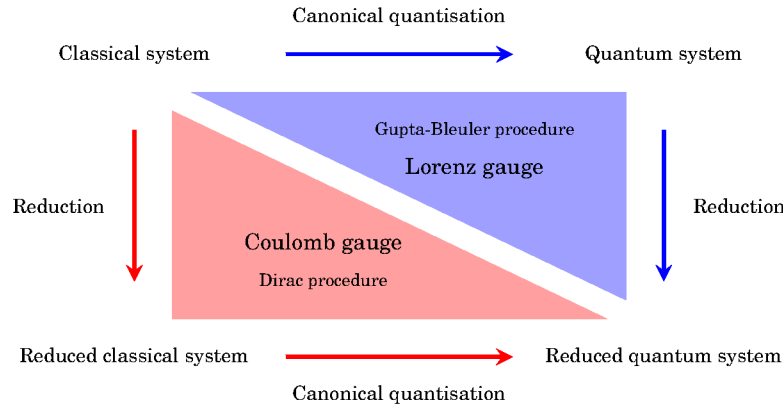 Canonical quantisation
Classical system
Quantum system
Gupta-Bleuler procedure
Lorenz gauge
Reduction
Reduction
Coulomb gauge
Dirac procedure
Reduced classical system
Reduced quantum system
Canonical quantisation